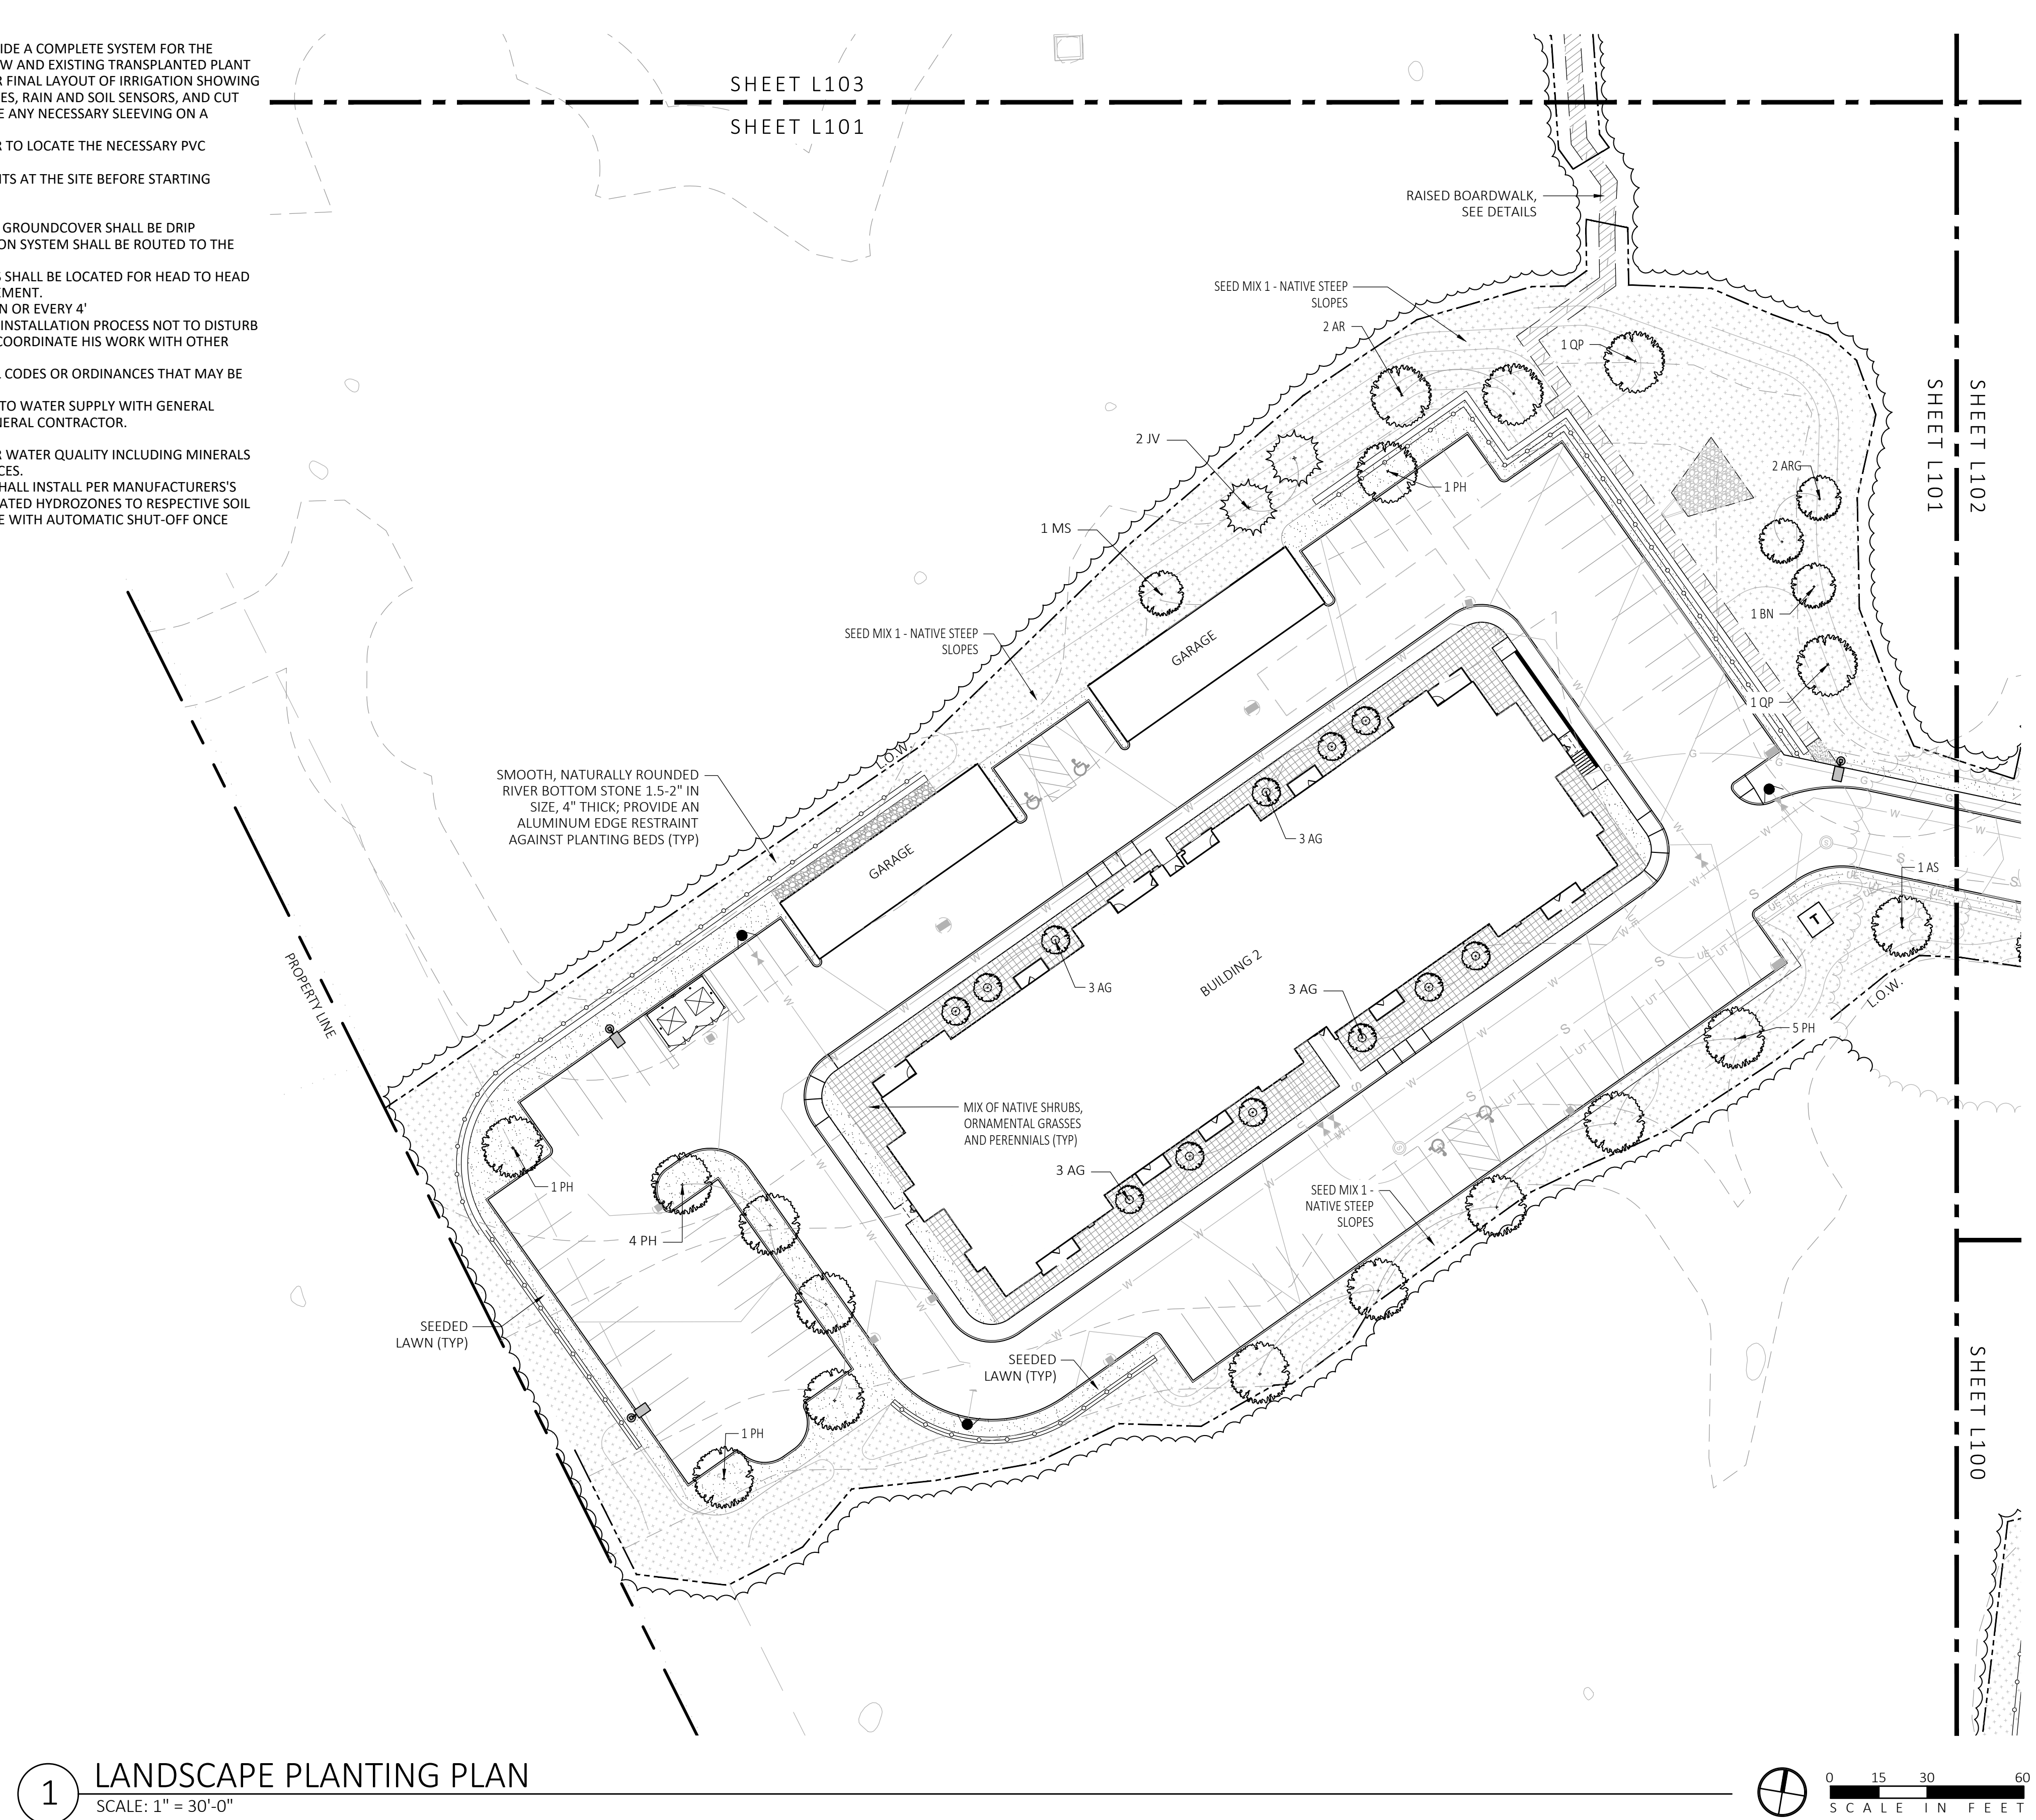 IDE A COMPLETE SYSTEM FOR THE
W AND EXISTING TRANSPLANTED PLANT
R FINAL LAYOUT OF IRRIGATION SHOWING
ES, RAIN AND SOIL SENSORS, AND CUT
E ANY NECESSARY SLEEVING ON A
R TO LOCATE THE NECESSARY PVC
NTS AT THE SITE BEFORE STARTING
GROUNDCOVER SHALL BE DRIP
ON SYSTEM SHALL BE ROUTED TO THE
S SHALL BE LOCATED FOR HEAD TO HEAD
EMENT.
N OR EVERY 4'
INSTALLATION PROCESS NOT TO DISTURB
COORDINATE HIS WORK WITH OTHER
CODES OR ORDINANCES THAT MAY BE
TO WATER SUPPLY WITH GENERAL
NERAL CONTRACTOR.
R WATER QUALITY INCLUDING MINERALS
CES.
HALL INSTALL PER MANUFACTURERS'S
ATED HYDROZONES TO RESPECTIVE SOIL
E WITH AUTOMATIC SHUT-OFF ONCE
SHEET L103
SHEET L101
RAISED BOARDWALK,
SEE DETAILS
SEED MIX 1 - NATIVE STEEP
SLOPES
2 AR
1 QP
2 JV
1 PH
2 ARG
1 MS
1 BN
1 QP
SHEET L101
SHEET L102
SEED MIX 1 - NATIVE STEEP
SLOPES
GARAGE
L.O.W.
SMOOTH, NATURALLY ROUNDED
RIVER BOTTOM STONE 1.5-2" IN
SIZE, 4" THICK; PROVIDE AN
ALUMINUM EDGE RESTRAINT
AGAINST PLANTING BEDS (TYP)
GARAGE
3 AG
1 AS
T
PROPERTY LINE
3 AG
BUILDING 2
3 AG
L.O.W.
5 PH
MIX OF NATIVE SHRUBS,
ORNAMENTAL GRASSES
AND PERENNIALS (TYP)
3 AG
1 PH
4 PH
SEED MIX 1 -
NATIVE STEEP
SLOPES
SEEDED
LAWN (TYP)
SEEDED
LAWN (TYP)
1 PH
SHEET L100
1
LANDSCAPE PLANTING PLAN
SCALE: 1" = 30'-0"
0 15 30 60
SCALE IN FEET